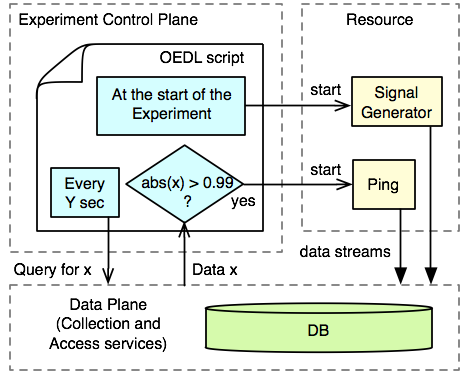 Experiment Control Plane
Resource
OEDL script
At the start of the
Experiment
start
Signal
Generator
Every
Y sec
abs(x) > 0.99
?
yes
start
Ping
Query for x
Data x
data streams
Data Plane
(Collection and
Access services)
DB